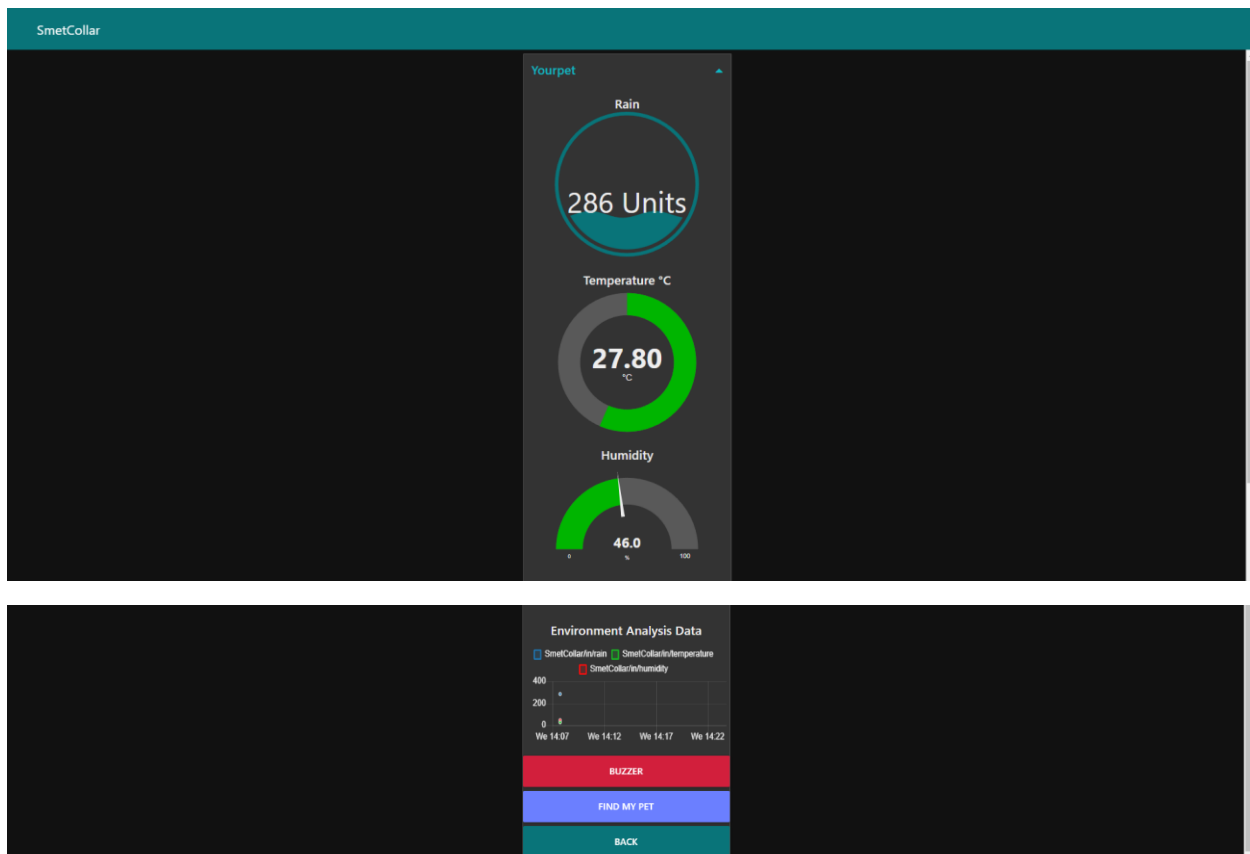 SmetCollar
Yourpet
Rain
286 Units
Temperature °C
27.80
°C
Humidity
46.0
0 % 100
Environment Analysis Data
SmetCollar/in/rain SmetCollar/in/temperature
SmetCollar/in/humidity
400
200
0
We 14:07 We 14:12 We 14:17 We 14:22
BUZZER
FIND MY PET
BACK